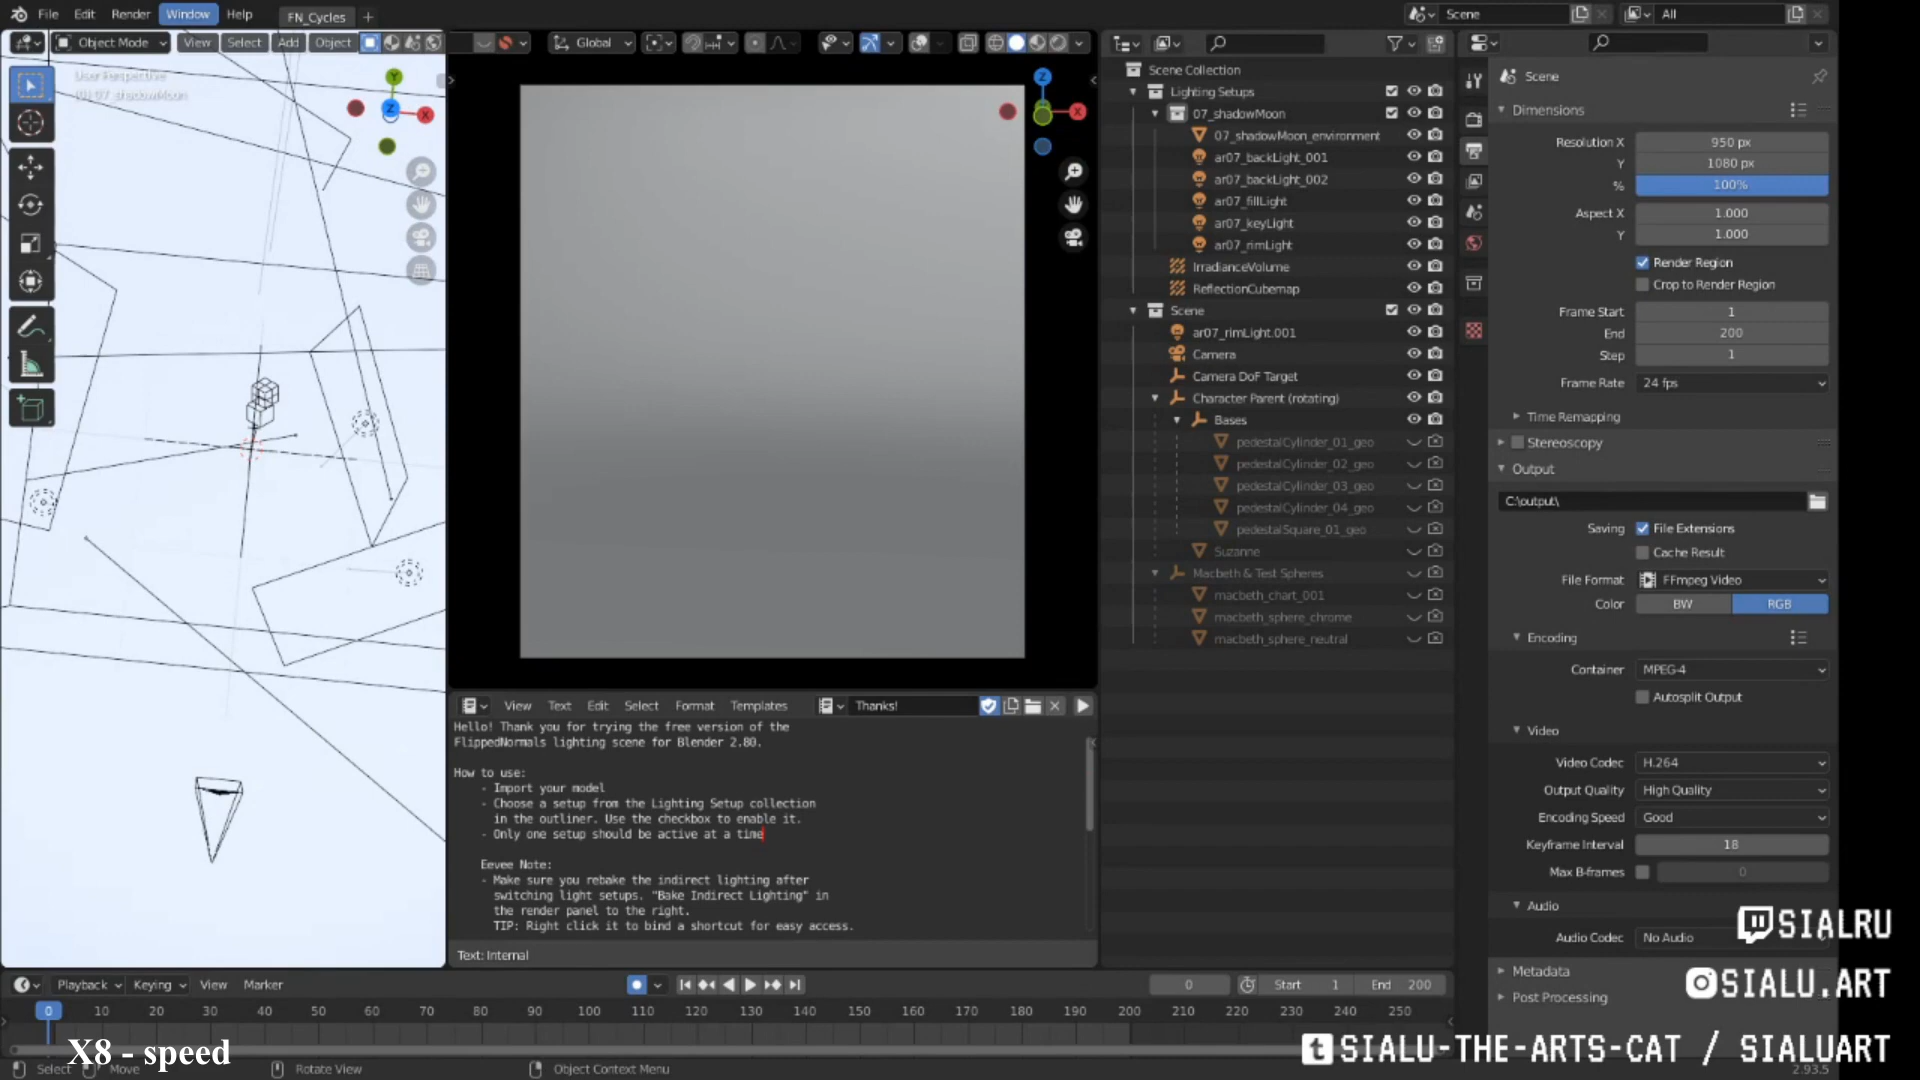 File Edit Render Window Help FN_Cycles + Scene All
Object Mode View Select Add Object Global
User Perspective
(0) 07_shadowMoon
Scene Collection
Lighting Setups
07_shadowMoon
07_shadowMoon_environment
ar07_backLight_001
ar07_backLight_002
ar07_fillLight
ar07_keyLight
ar07_rimLight
IrradianceVolume
ReflectionCubemap
Scene
ar07_rimLight.001
Camera
Camera DoF Target
Character Parent (rotating)
Bases
pedestalCylinder_01_geo
pedestalCylinder_02_geo
pedestalCylinder_03_geo
pedestalCylinder_04_geo
pedestalSquare_01_geo
Suzanne
Macbeth & Test Spheres
macbeth_chart_001
macbeth_sphere_chrome
macbeth_sphere_neutral
Scene
Dimensions
Resolution X 950 px
Y 1080 px
% 100%
Aspect X 1.000
Y 1.000
Render Region
Crop to Render Region
Frame Start 1
End 200
Step 1
Frame Rate 24 fps
Time Remapping
Stereoscopy
Output
C:\output\
Saving File Extensions
Cache Result
File Format FFmpeg Video
Color BW RGB
Encoding
Container MPEG-4
Autosplit Output
Video
Video Codec H.264
Output Quality High Quality
Encoding Speed Good
Keyframe Interval 18
Max B-frames 0
Audio
Audio Codec No Audio
Metadata
Post Processing
View Text Edit Select Format Templates Thanks!
Hello! Thank you for trying the free version of the
FlippedNormals lighting scene for Blender 2.80.
How to use:
- Import your model
- Choose a setup from the Lighting Setup collection
in the outliner. Use the checkbox to enable it.
- Only one setup should be active at a time
Eevee Note:
- Make sure you rebake the indirect lighting after
switching light setups. "Bake Indirect Lighting" in
the render panel to the right.
TIP: Right click it to bind a shortcut for easy access.
Text: Internal
Playback Keying View Marker 0 Start 1 End 200
0 10 20 30 40 50 60 70 80 90 100 110 120 130 140 150 160 170 180 190 200 210 220 230 240 250
X8 - speed
Select Move Rotate View Object Context Menu 2.93.5
SIALRU
SIALU.ART
SIALU-THE-ARTS-CAT / SIALUART